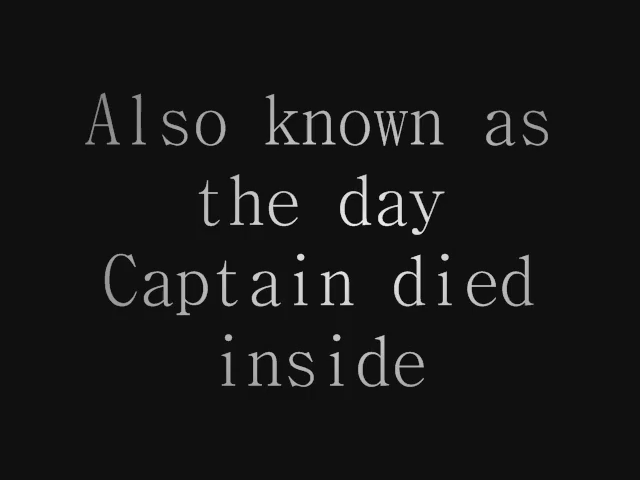 Also known as
the day
Captain died
inside